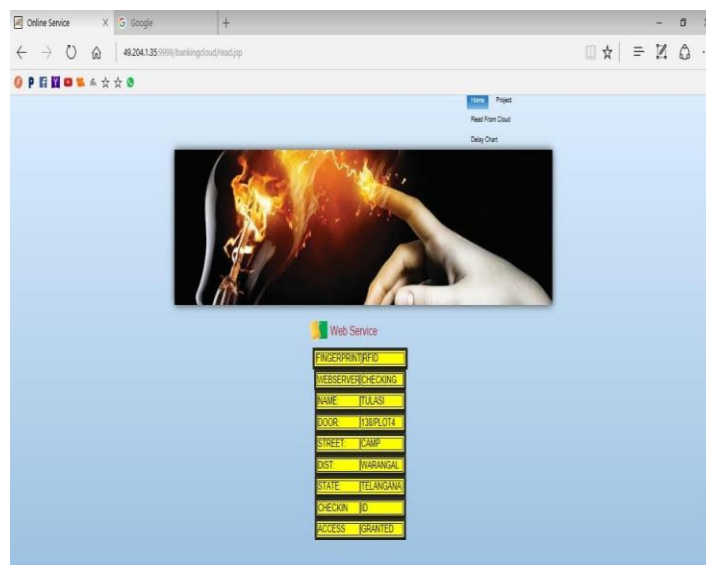 Online Service
Google
49.204.1.35:9999/bankingcloud/read.jsp
Home Project
Read From Cloud
Delay Chart
Web Service
FINGERPRINT RFID
WEBSERVER CHECKING
NAME: TULASI
DOOR: 138/PLOT4
STREET: CAMP
DIST: WARANGAL
STATE: TELANGANA
CHECKIN ID
ACCESS GRANTED